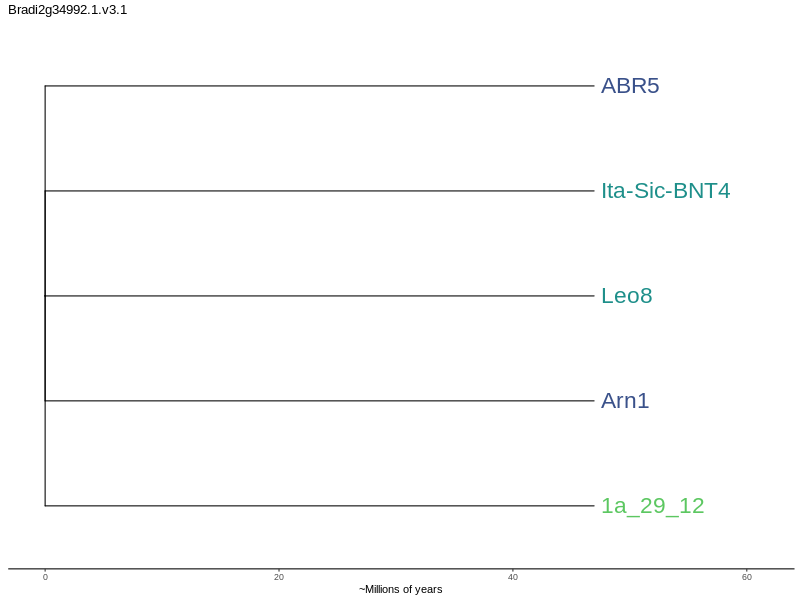 Bradi2g34992.1.v3.1
ABR5
Ita-Sic-BNT4
Leo8
Arn1
1a_29_12
0 20 40 60
~Millions of years